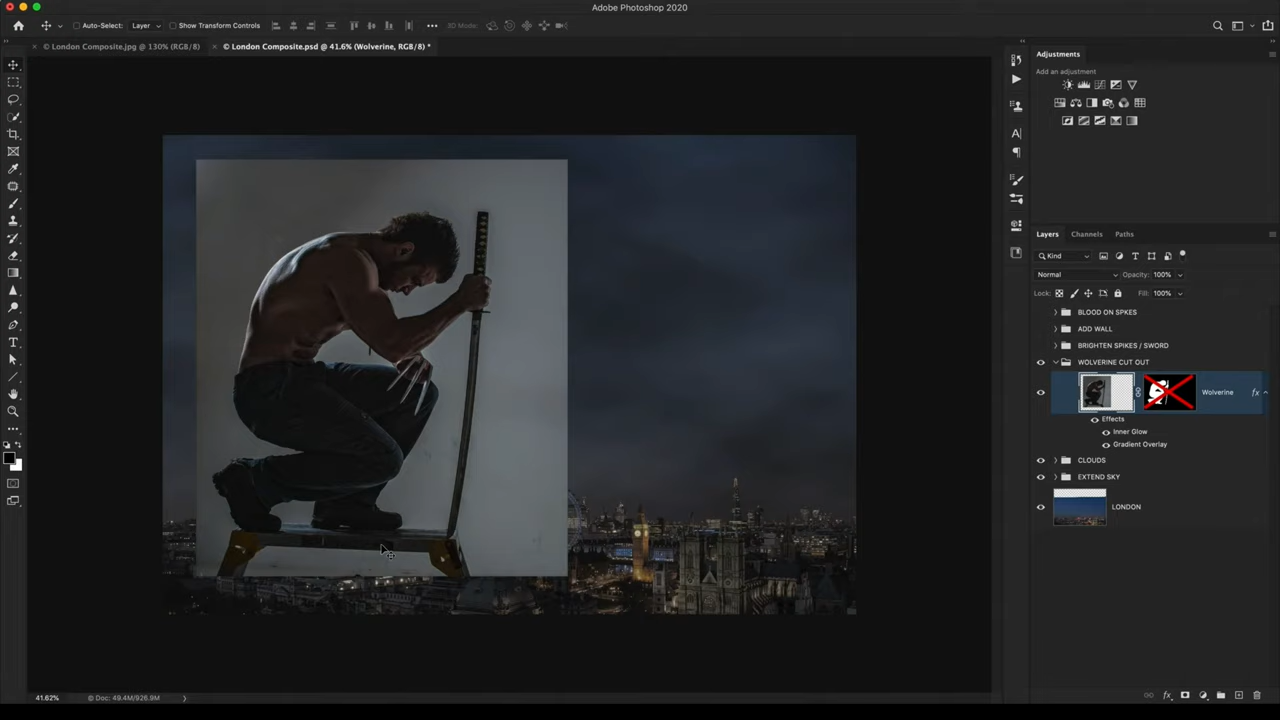 Adobe Photoshop 2020
Auto-Select: Layer Show Transform Controls 3D Mode:
© London Composite.jpg @ 130% (RGB/8) © London Composite.psd @ 41.6% (Wolverine, RGB/8) *
Adjustments
Add an adjustment
Layers Channels Paths
Kind
Normal Opacity: 100%
Lock: Fill: 100%
BLOOD ON SPIKES
ADD WALL
BRIGHTEN SPIKES / SWORD
WOLVERINE CUT OUT
Wolverine fx
Effects
Inner Glow
Gradient Overlay
CLOUDS
EXTEND SKY
LONDON
41.62% © Doc: 49.4M/926.9M fx